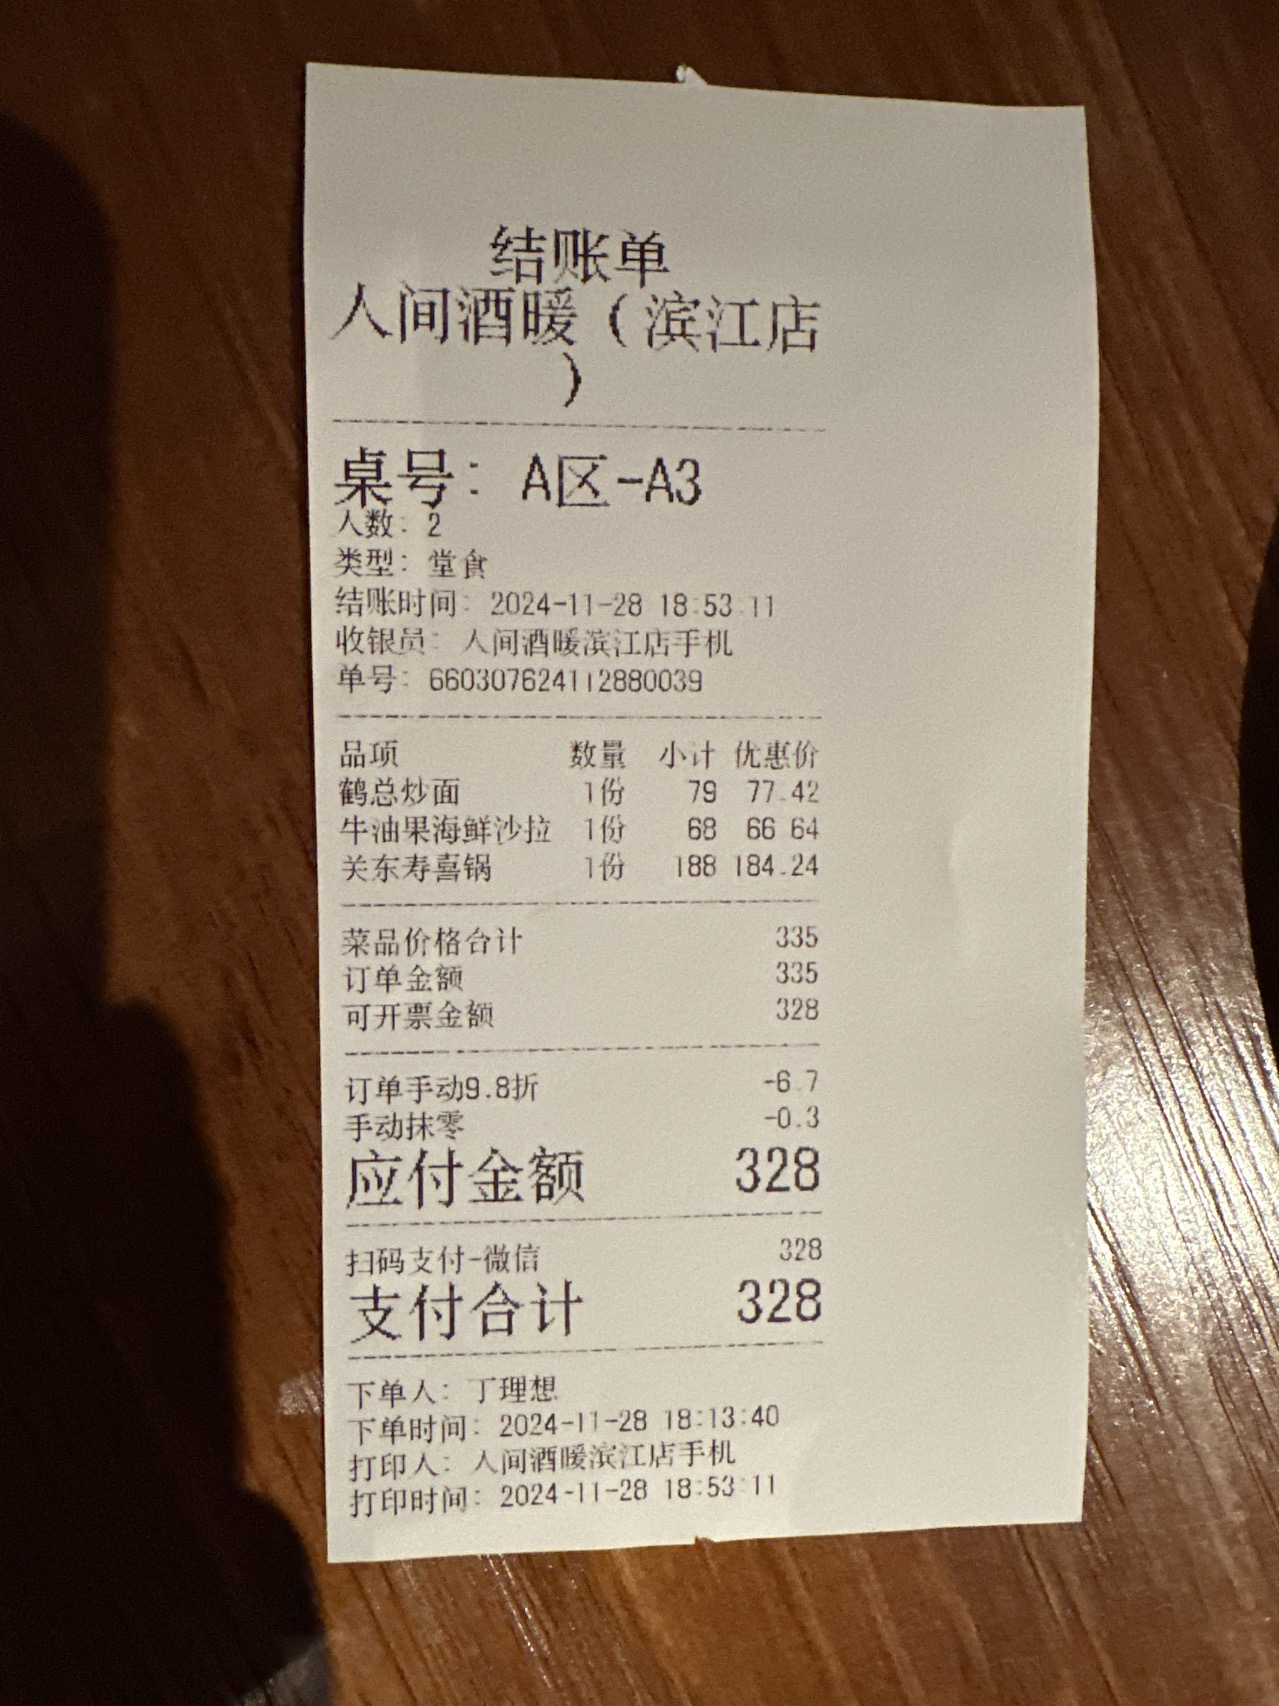 结账单
人间酒暖（滨江店
）
桌号：A区-A3
人数：2
类型：堂食
结账时间：2024-11-28 18:53:11
收银员：人间酒暖滨江店手机
单号：660307624112880039
品项 数量 小计 优惠价
鹤总炒面 1份 79 77.42
牛油果海鲜沙拉 1份 68 66.64
关东寿喜锅 1份 188 184.24
菜品价格合计 335
订单金额 335
可开票金额 328
订单手动9.8折 -6.7
手动抹零 -0.3
应付金额 328
扫码支付-微信 328
支付合计 328
下单人：丁理想
下单时间：2024-11-28 18:13:40
打印人：人间酒暖滨江店手机
打印时间：2024-11-28 18:53:11